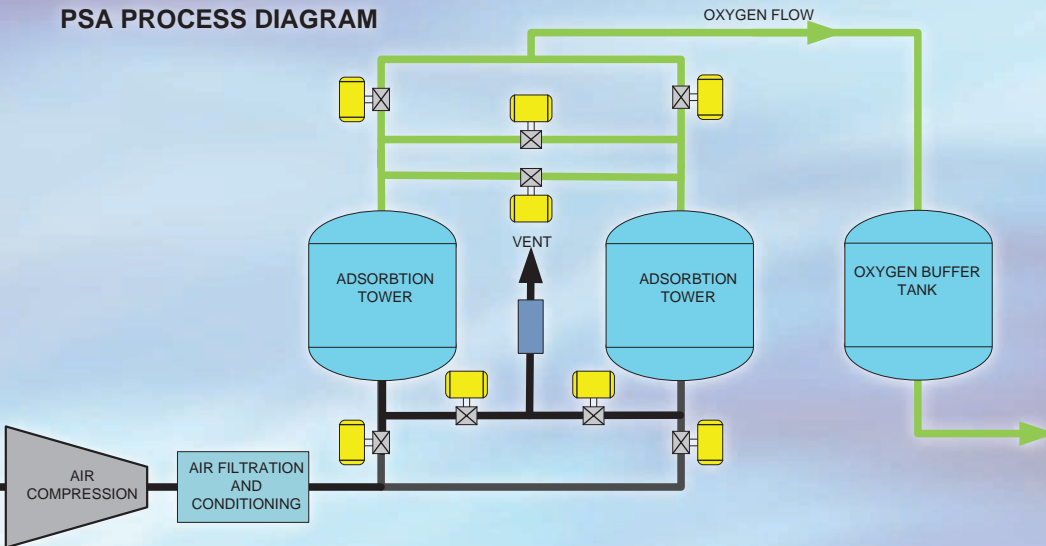 PSA PROCESS DIAGRAM
OXYGEN FLOW
VENT
ADSORBTION
TOWER
ADSORBTION
TOWER
OXYGEN BUFFER
TANK
AIR
COMPRESSION
AIR FILTRATION
AND
CONDITIONING